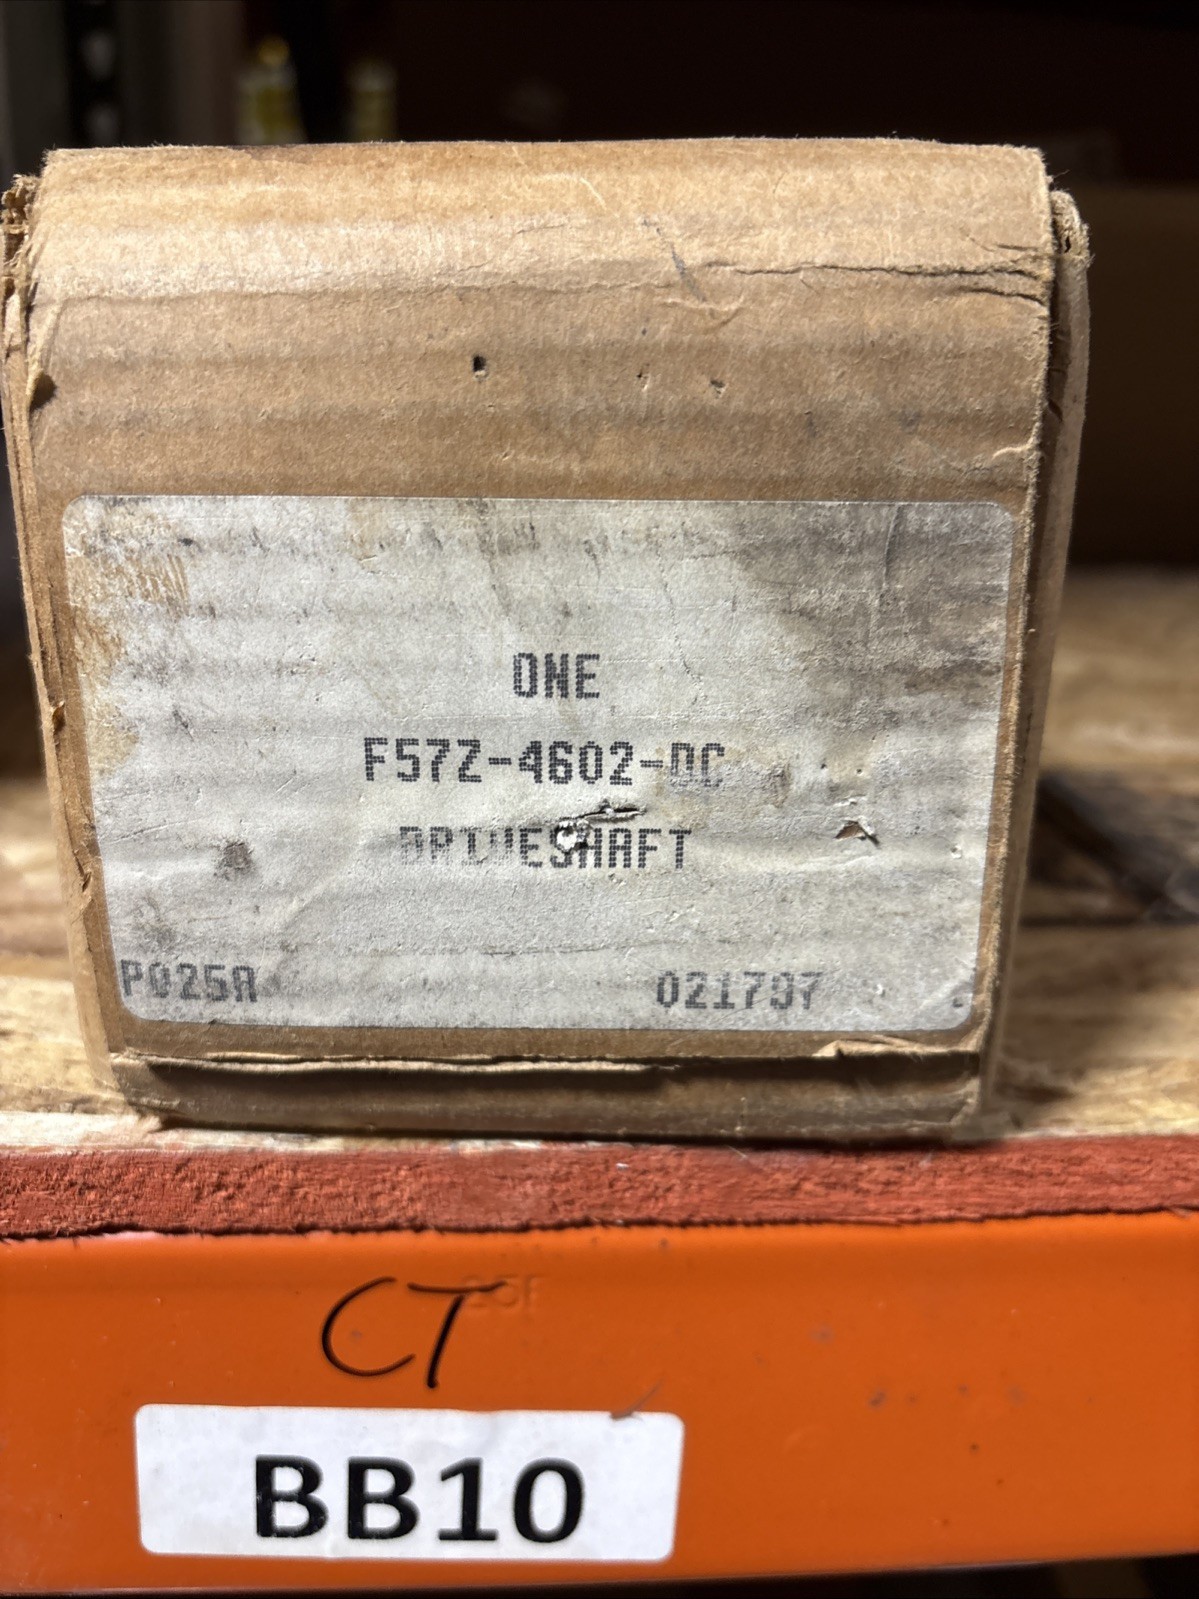 ONE
F57Z-4602-DC
DRIVESHAFT
P025A 021797
CT
BB10